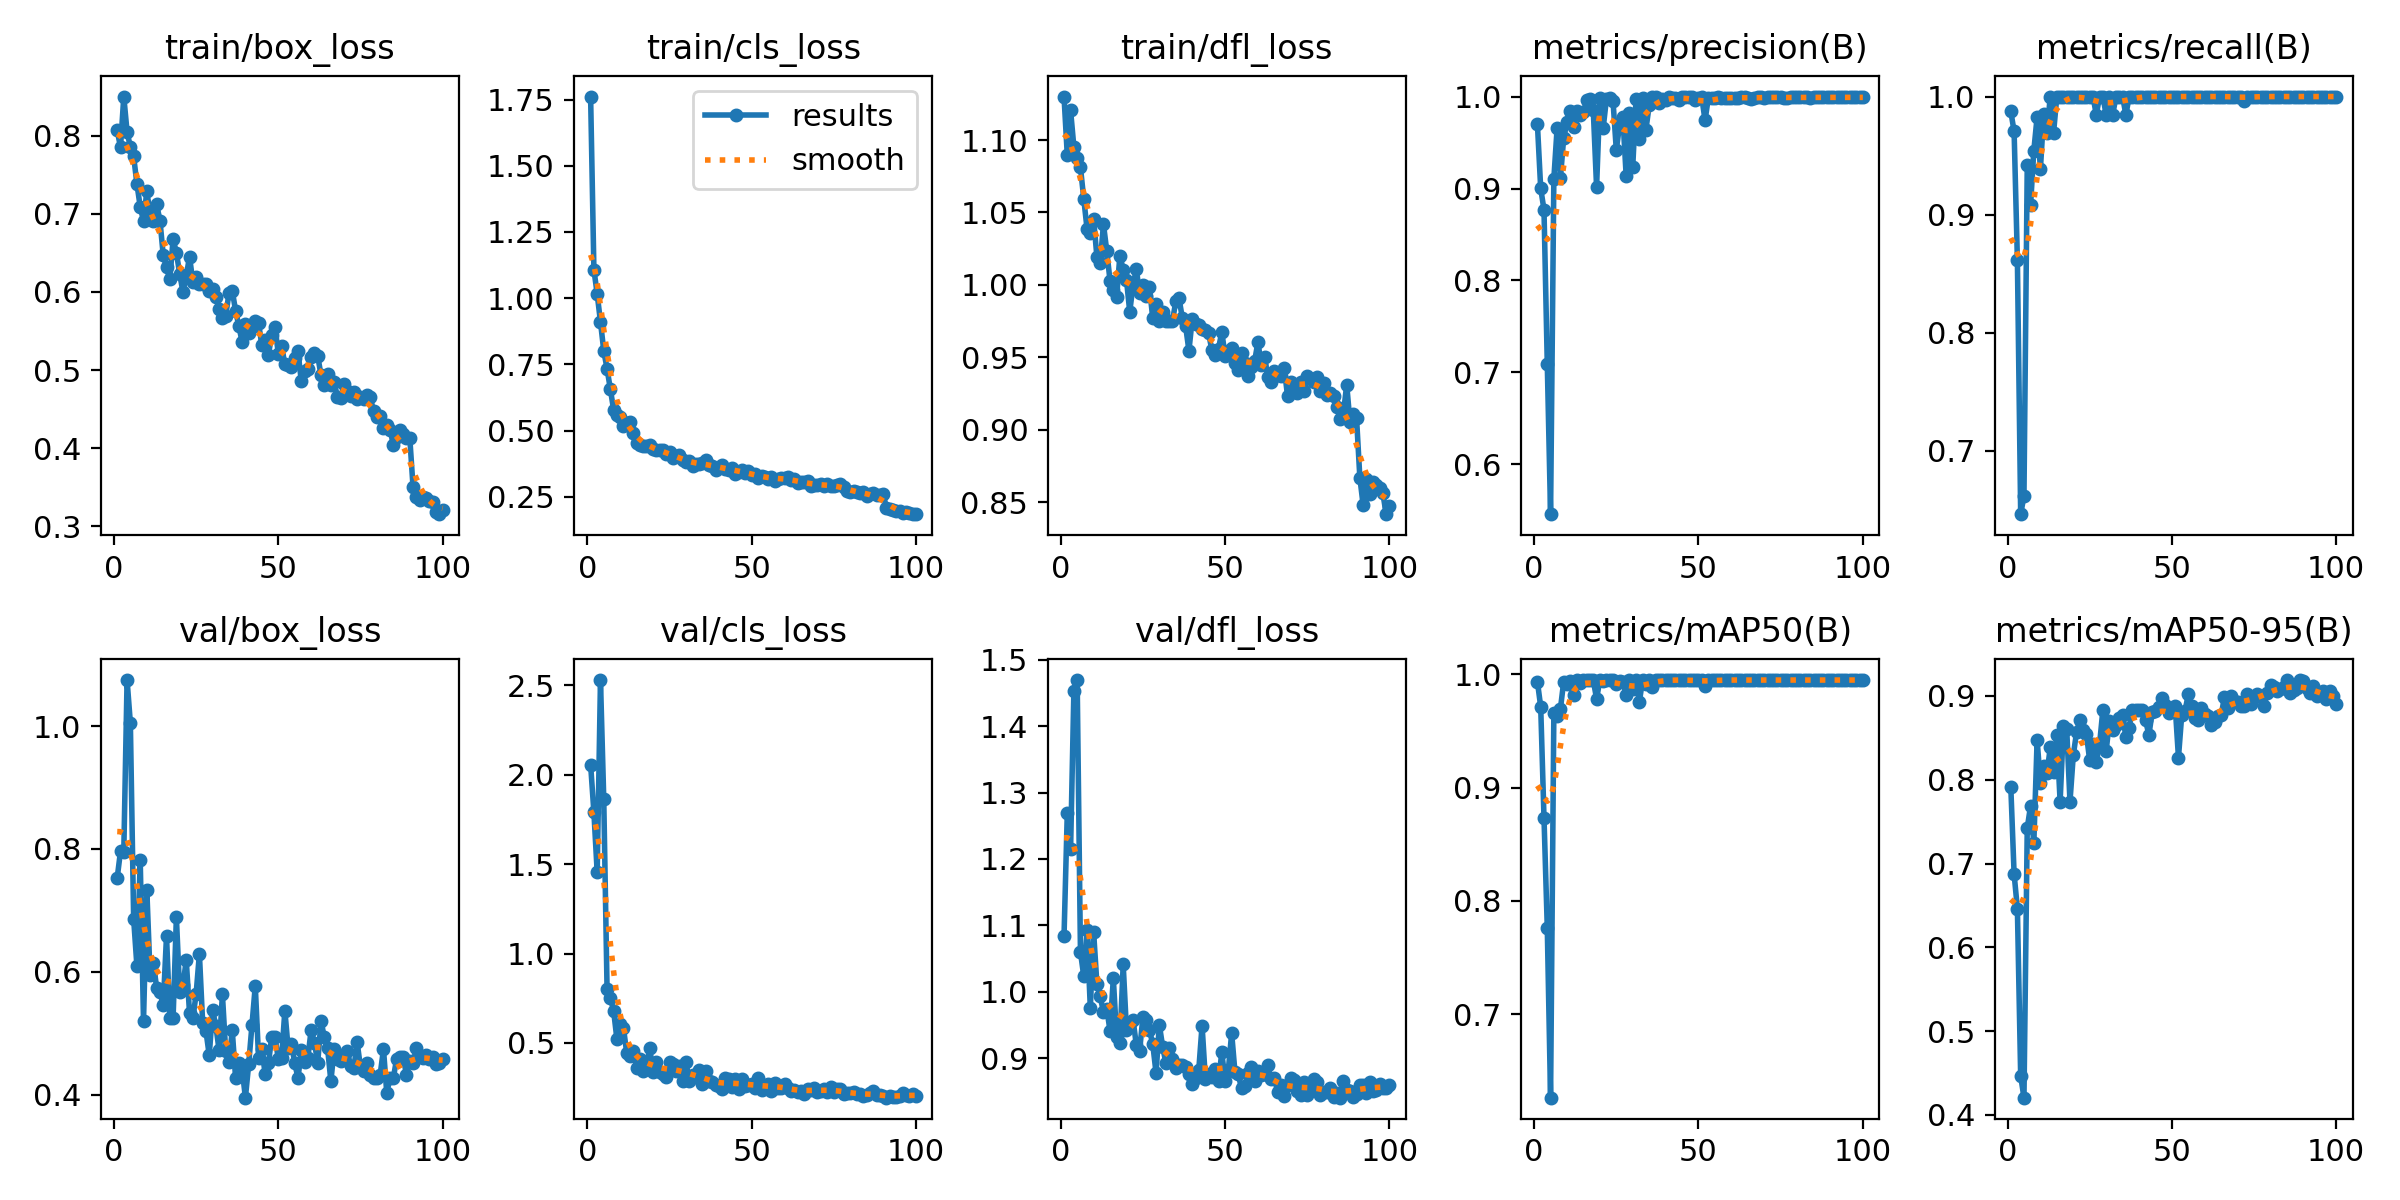 train/box_loss
0.8
0.7
0.6
0.5
0.4
0.3
0 50 100
train/cls_loss
1.75
1.50
1.25
1.00
0.75
0.50
0.25
results
smooth
0 50 100
train/dfl_loss
1.10
1.05
1.00
0.95
0.90
0.85
0 50 100
metrics/precision(B)
1.0
0.9
0.8
0.7
0.6
0 50 100
metrics/recall(B)
1.0
0.9
0.8
0.7
0 50 100
val/box_loss
1.0
0.8
0.6
0.4
0 50 100
val/cls_loss
2.5
2.0
1.5
1.0
0.5
0 50 100
val/dfl_loss
1.5
1.4
1.3
1.2
1.1
1.0
0.9
0 50 100
metrics/mAP50(B)
1.0
0.9
0.8
0.7
0 50 100
metrics/mAP50-95(B)
0.9
0.8
0.7
0.6
0.5
0.4
0 50 100